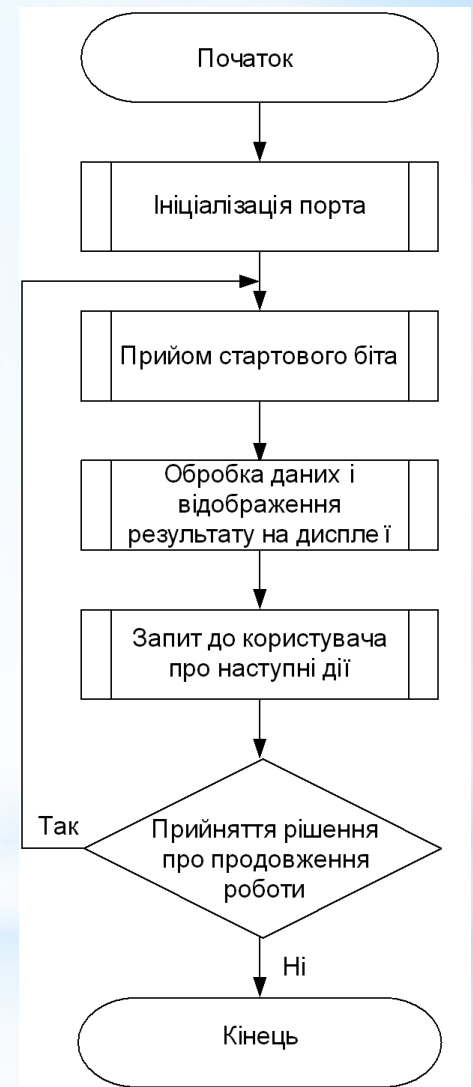 Початок
Ініціалізація порта
Прийом стартового біта
Обробка даних і
відображення
результату на дисплеї
Запит до користувача
про наступні дії
Так
Прийняття рішення
про продовження
роботи
Ні
Кінець